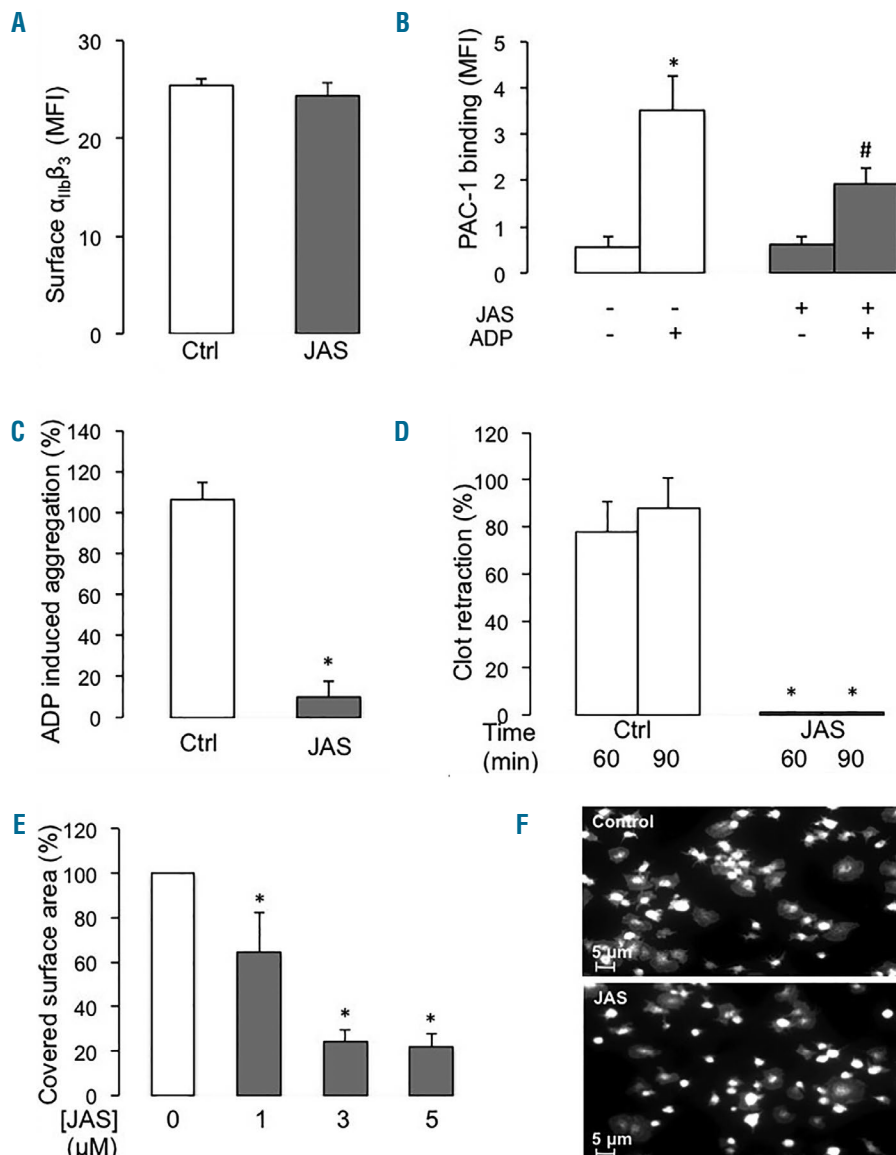 A
Surface αIIbβ3 (MFI)
30
20
10
0
Ctrl JAS
B
PAC-1 binding (MFI)
5
4
3
2
1
0
*
#
JAS - - + +
ADP - + - +
C
ADP induced aggregation (%)
140
120
100
80
60
40
20
0
*
Ctrl JAS
D
Clot retraction (%)
120
100
80
60
40
20
0
* *
Time Ctrl JAS
(min) 60 90 60 90
E
Covered surface area (%)
120
100
80
60
40
20
0
* * *
[JAS] 0 1 3 5
(µM)
F
Control
5 µm
JAS
5 µm